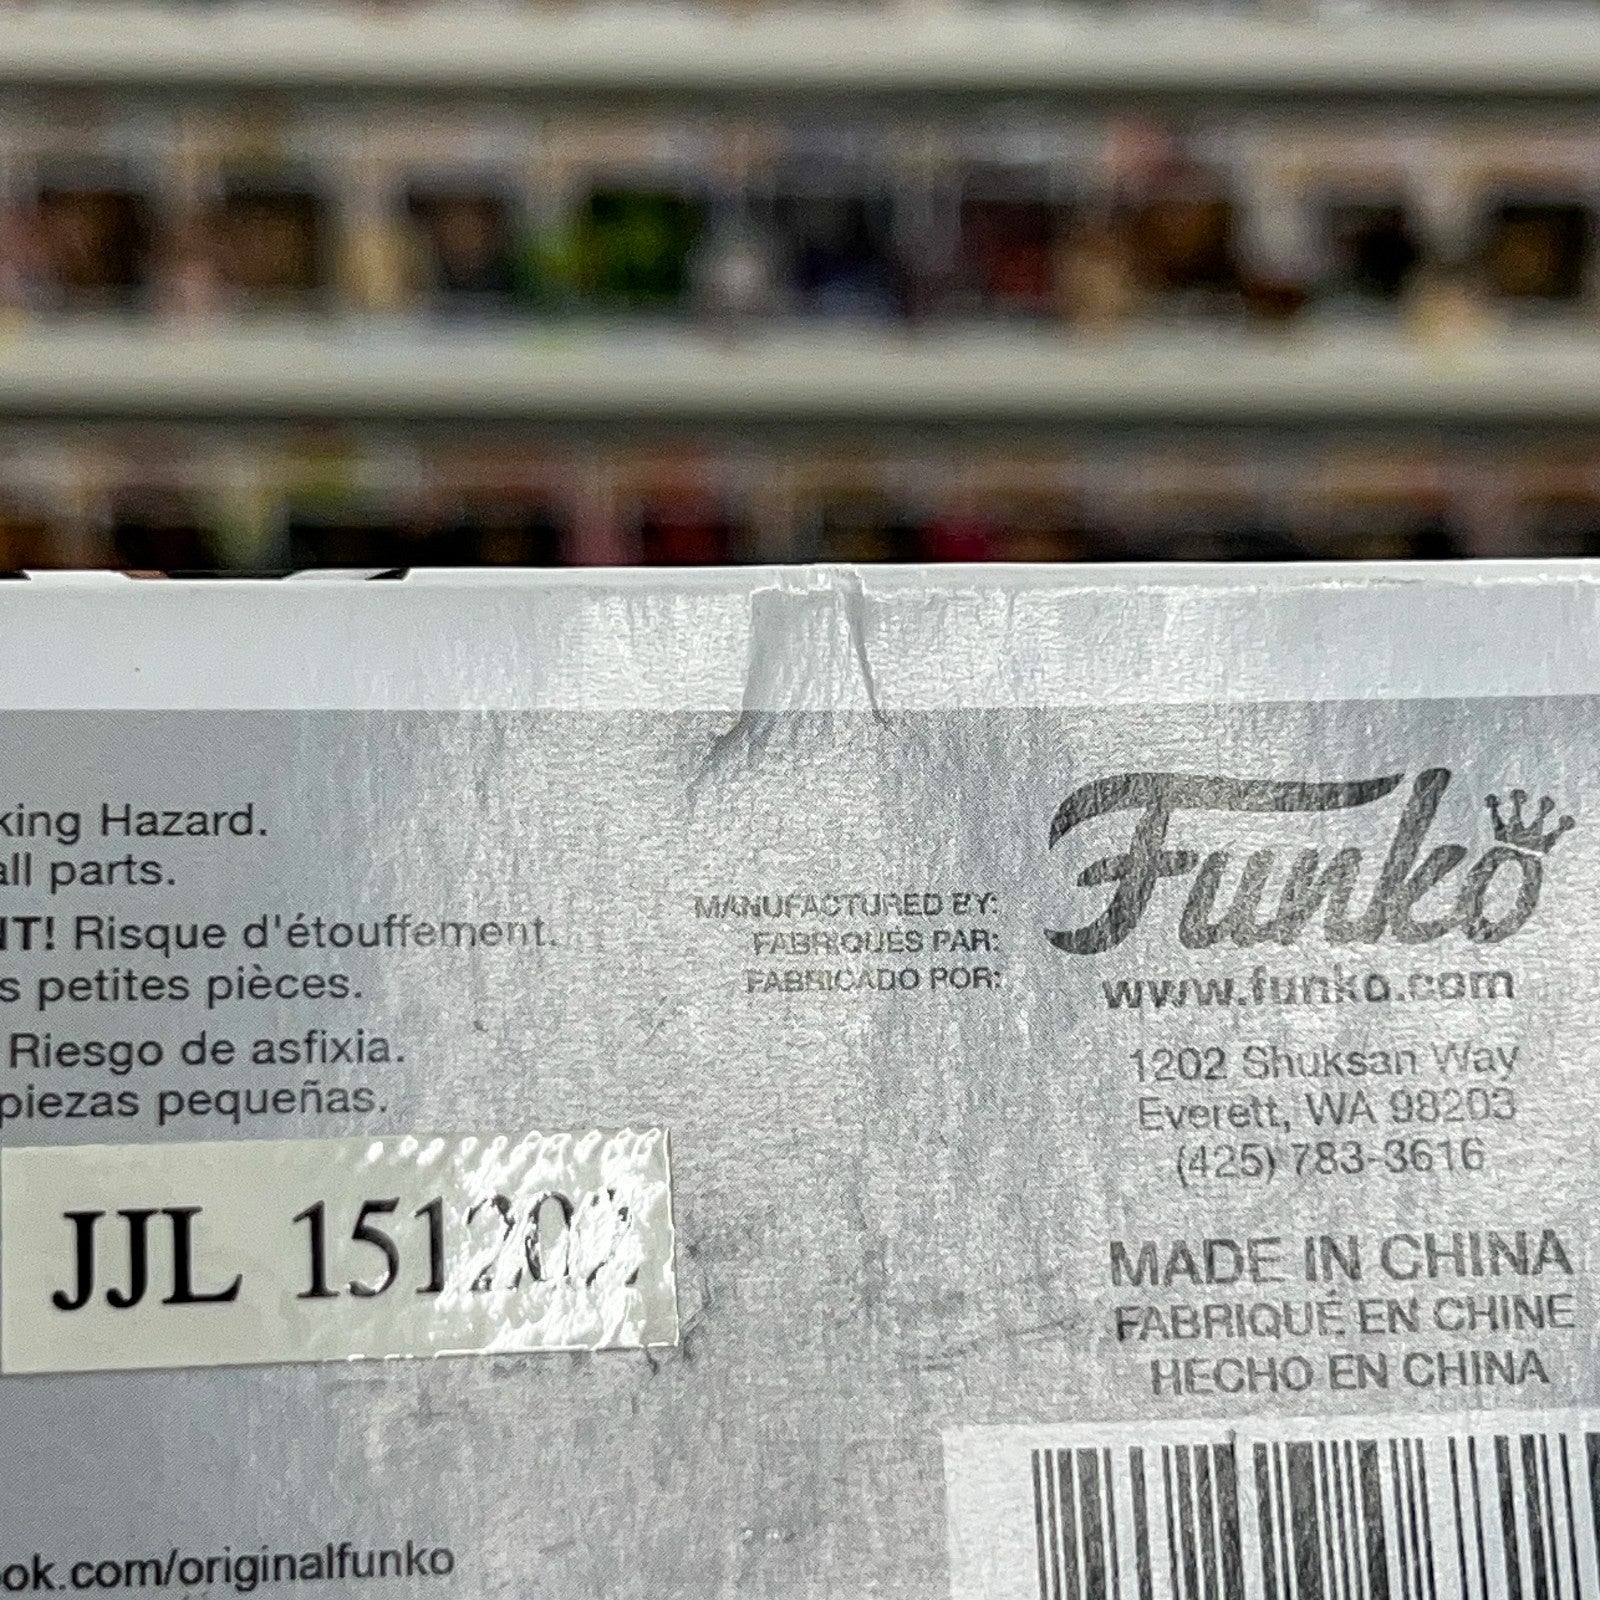 king Hazard.
all parts.
NT! Risque d'étouffement.
s petites pièces.
Riesgo de asfixia.
piezas pequeñas.
JJL 151202
ok.com/originalfunko
MANUFACTURED BY:
FABRIQUÉS PAR:
FABRICADO POR:
Funko
www.funko.com
1202 Shuksan Way
Everett, WA 98203
(425) 783-3616
MADE IN CHINA
FABRIQUÉ EN CHINE
HECHO EN CHINA